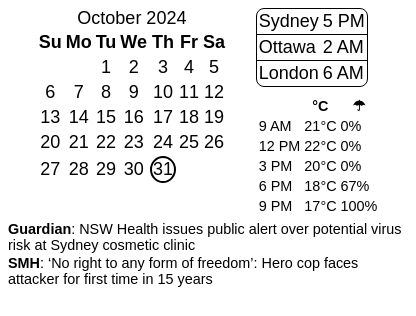 October 2024
Su Mo Tu We Th Fr Sa
1 2 3 4 5
6 7 8 9 10 11 12
13 14 15 16 17 18 19
20 21 22 23 24 25 26
27 28 29 30 31
Sydney 5 PM
Ottawa 2 AM
London 6 AM
°C ☂
9 AM 21°C 0%
12 PM 22°C 0%
3 PM 20°C 0%
6 PM 18°C 67%
9 PM 17°C 100%
Guardian: NSW Health issues public alert over potential virus
risk at Sydney cosmetic clinic
SMH: ‘No right to any form of freedom’: Hero cop faces
attacker for first time in 15 years